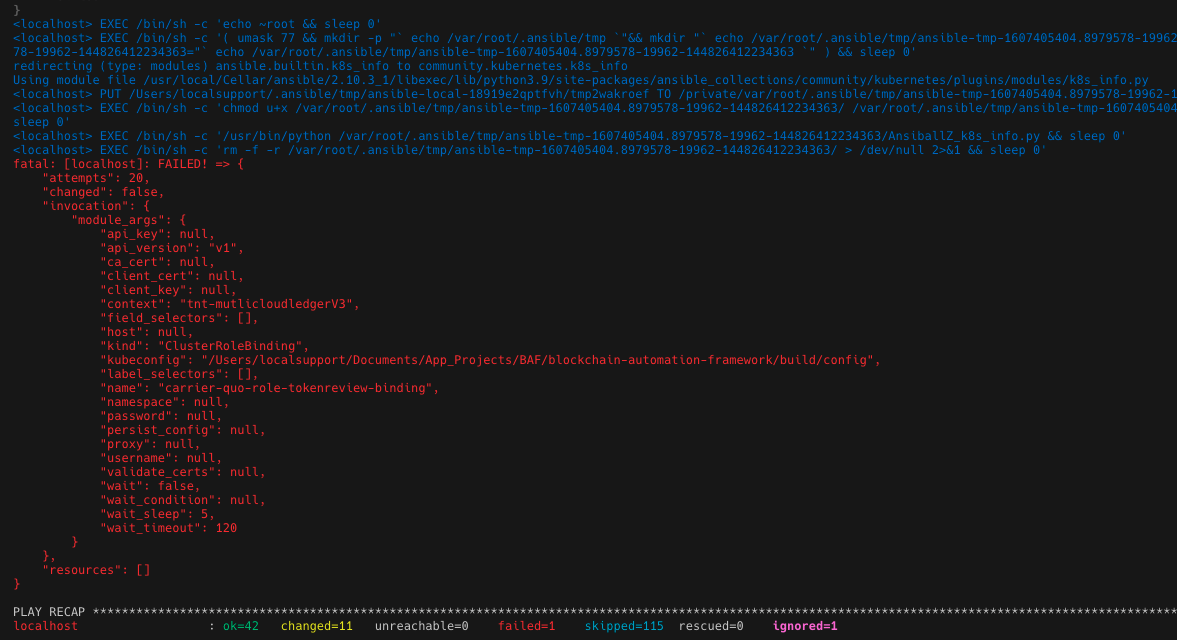 }
<localhost> EXEC /bin/sh -c 'echo ~root && sleep 0'
<localhost> EXEC /bin/sh -c '( umask 77 && mkdir -p "` echo /var/root/.ansible/tmp `"&& mkdir "` echo /var/root/.ansible/tmp/ansible-tmp-1607405404.89795
78-19962-144826412234363="` echo /var/root/.ansible/tmp/ansible-tmp-1607405404.8979578-19962-144826412234363 `" ) && sleep 0'
redirecting (type: modules) ansible.builtin.k8s_info to community.kubernetes.k8s_info
Using module file /usr/local/Cellar/ansible/2.10.3_1/libexec/lib/python3.9/site-packages/ansible_collections/community/kubernetes/plugins/modules/k8s_info.py
<localhost> PUT /Users/localsupport/.ansible/tmp/ansible-local-18919e2qptfvh/tmp2wakroef TO /private/var/root/.ansible/tmp/ansible-tmp-1607405404.8979578-1996
<localhost> EXEC /bin/sh -c 'chmod u+x /var/root/.ansible/tmp/ansible-tmp-1607405404.8979578-19962-144826412234363/ /var/root/.ansible/tmp/ansible-tmp-1607405404
sleep 0'
<localhost> EXEC /bin/sh -c '/usr/bin/python /var/root/.ansible/tmp/ansible-tmp-1607405404.8979578-19962-144826412234363/AnsiballZ_k8s_info.py && sleep 0'
<localhost> EXEC /bin/sh -c 'rm -f -r /var/root/.ansible/tmp/ansible-tmp-1607405404.8979578-19962-144826412234363/ > /dev/null 2>&1 && sleep 0'
fatal: [localhost]: FAILED! => {
    "attempts": 20,
    "changed": false,
    "invocation": {
        "module_args": {
            "api_key": null,
            "api_version": "v1",
            "ca_cert": null,
            "client_cert": null,
            "client_key": null,
            "context": "tnt-mutlicloudledgerV3",
            "field_selectors": [],
            "host": null,
            "kind": "ClusterRoleBinding",
            "kubeconfig": "/Users/localsupport/Documents/App_Projects/BAF/blockchain-automation-framework/build/config",
            "label_selectors": [],
            "name": "carrier-quo-role-tokenreview-binding",
            "namespace": null,
            "password": null,
            "persist_config": null,
            "proxy": null,
            "username": null,
            "validate_certs": null,
            "wait": false,
            "wait_condition": null,
            "wait_sleep": 5,
            "wait_timeout": 120
        }
    },
    "resources": []
}
PLAY RECAP ******************************************************************************************************************************************************
localhost                  : ok=42   changed=11   unreachable=0    failed=1    skipped=115  rescued=0    ignored=1